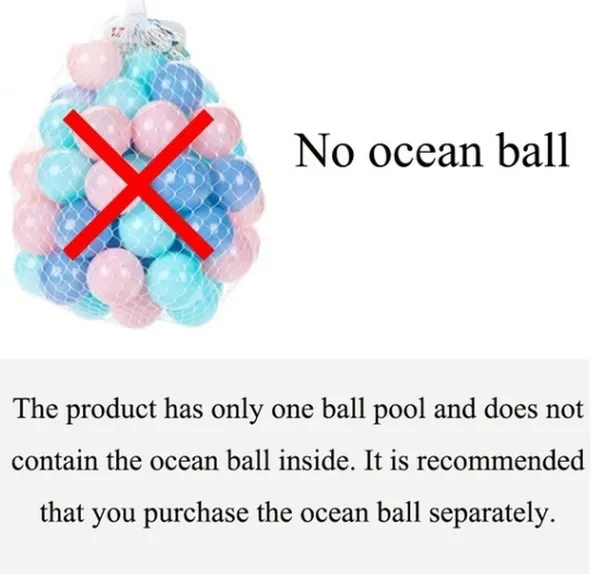 No ocean ball
The product has only one ball pool and does not
contain the ocean ball inside. It is recommended
that you purchase the ocean ball separately.